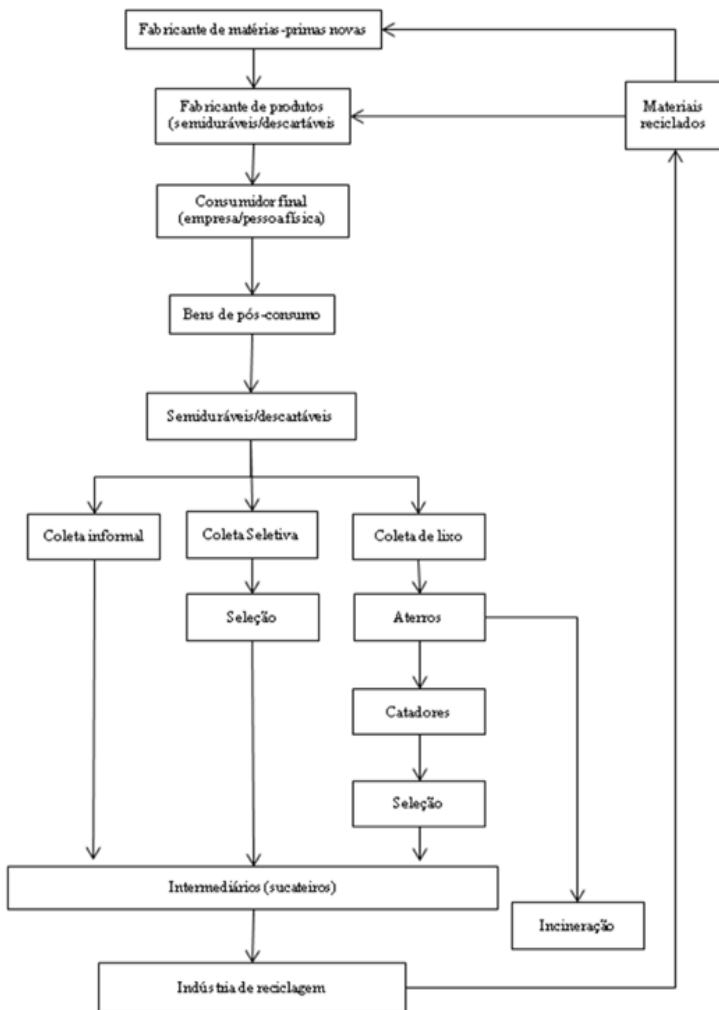 Fabricante de matérias-primas novas
Fabricante de produtos
(semiduráveis/descartáveis
Materiais
reciclados
Consumidor final
(empresa/pessoa física)
Bens de pós-consumo
Semiduráveis/descartáveis
Coleta informal
Coleta Seletiva
Coleta de lixo
Seleção
Aterros
Catadores
Seleção
Intermediários (sucateiros)
Incineração
Indústria de reciclagem